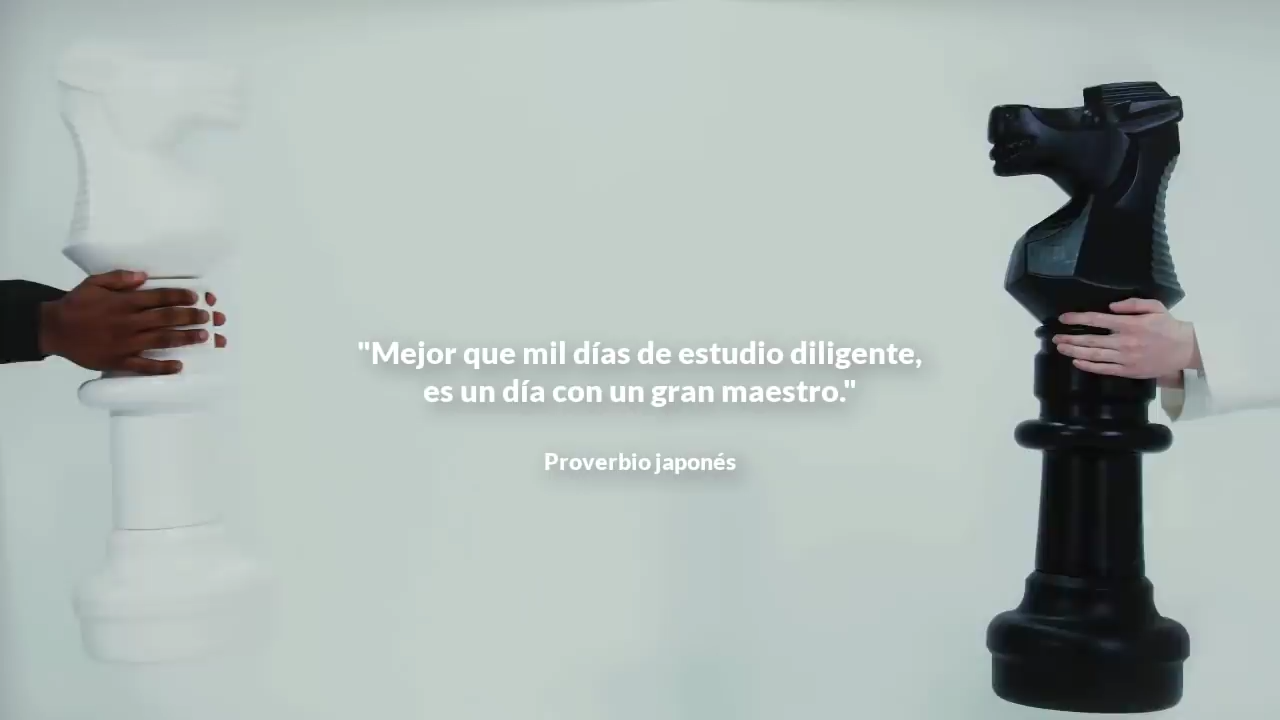 "Mejor que mil días de estudio diligente,
es un día con un gran maestro."
Proverbio japonés